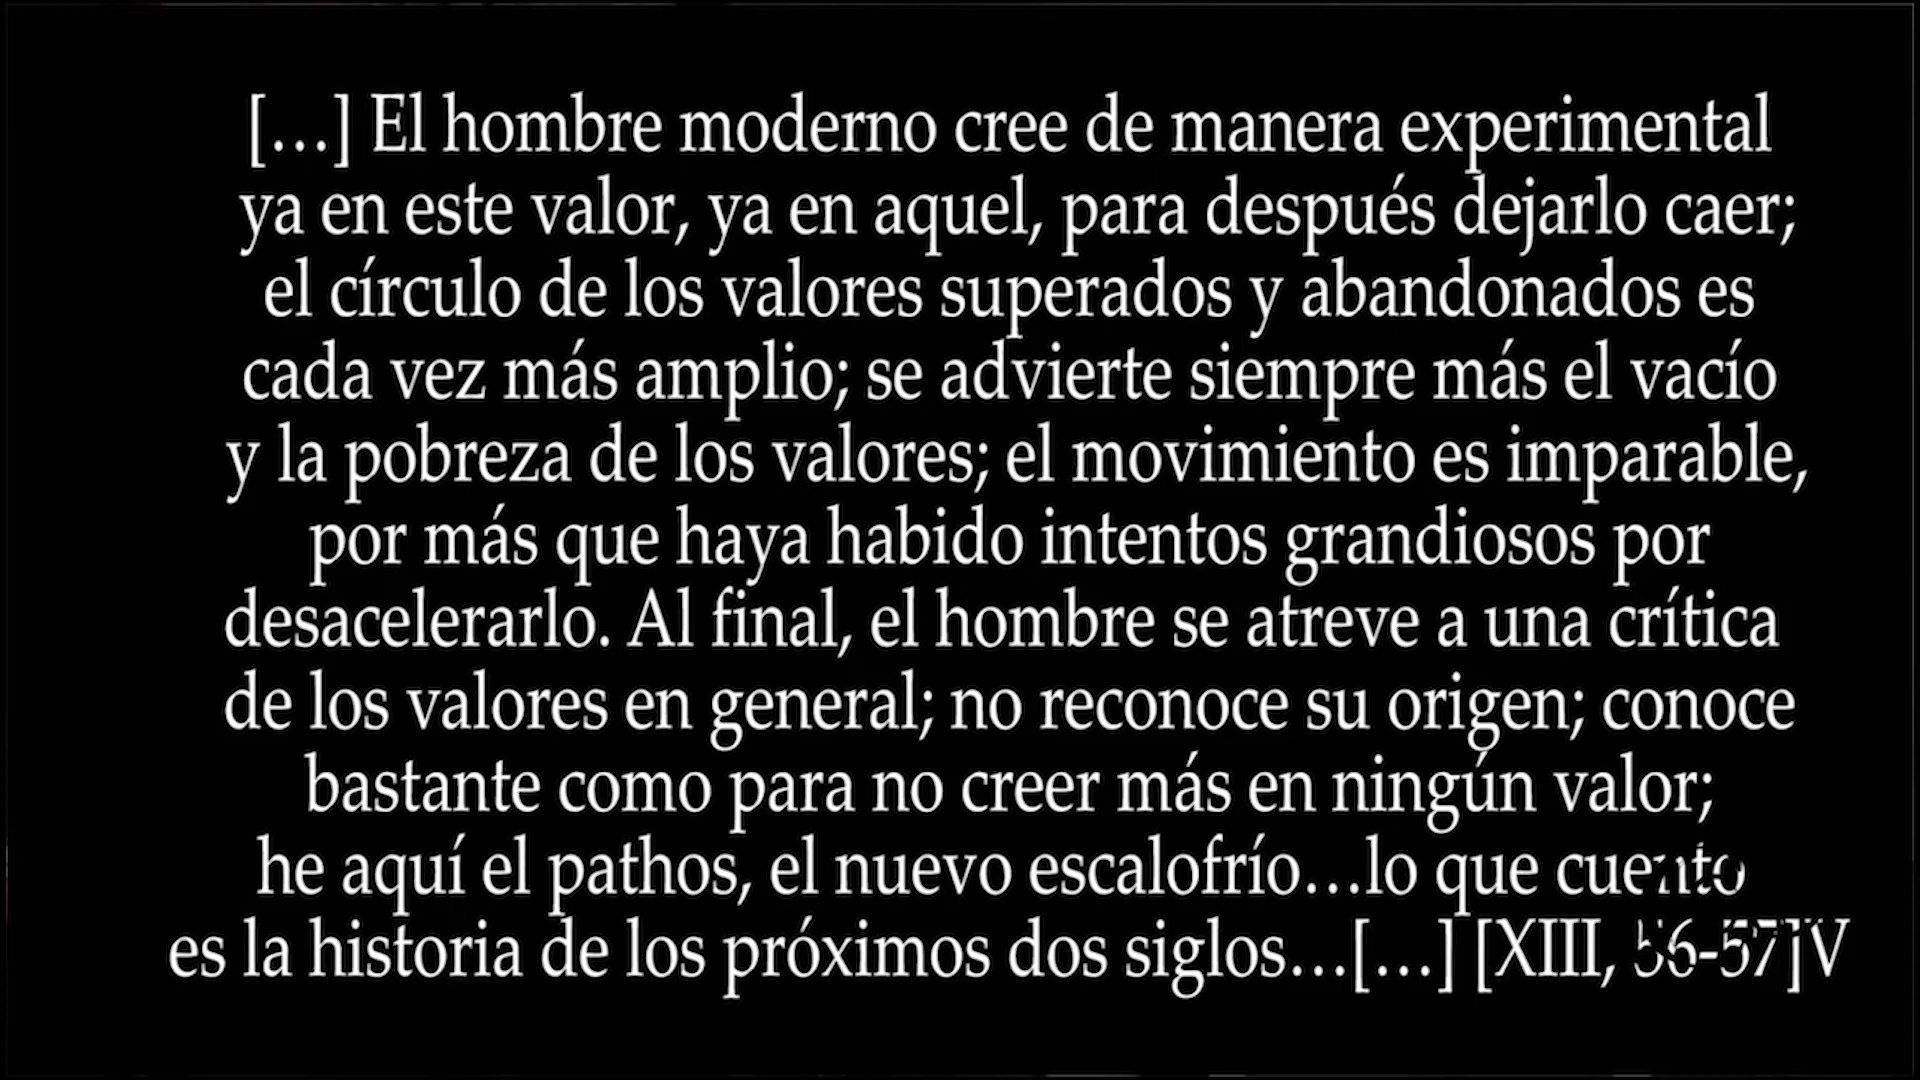 […] El hombre moderno cree de manera experimental
ya en este valor, ya en aquel, para después dejarlo caer;
el círculo de los valores superados y abandonados es
cada vez más amplio; se advierte siempre más el vacío
y la pobreza de los valores; el movimiento es imparable,
por más que haya habido intentos grandiosos por
desacelerarlo. Al final, el hombre se atreve a una crítica
de los valores en general; no reconoce su origen; conoce
bastante como para no creer más en ningún valor;
he aquí el pathos, el nuevo escalofrío…lo que cuento
es la historia de los próximos dos siglos…[…] [XIII, 56-57]V